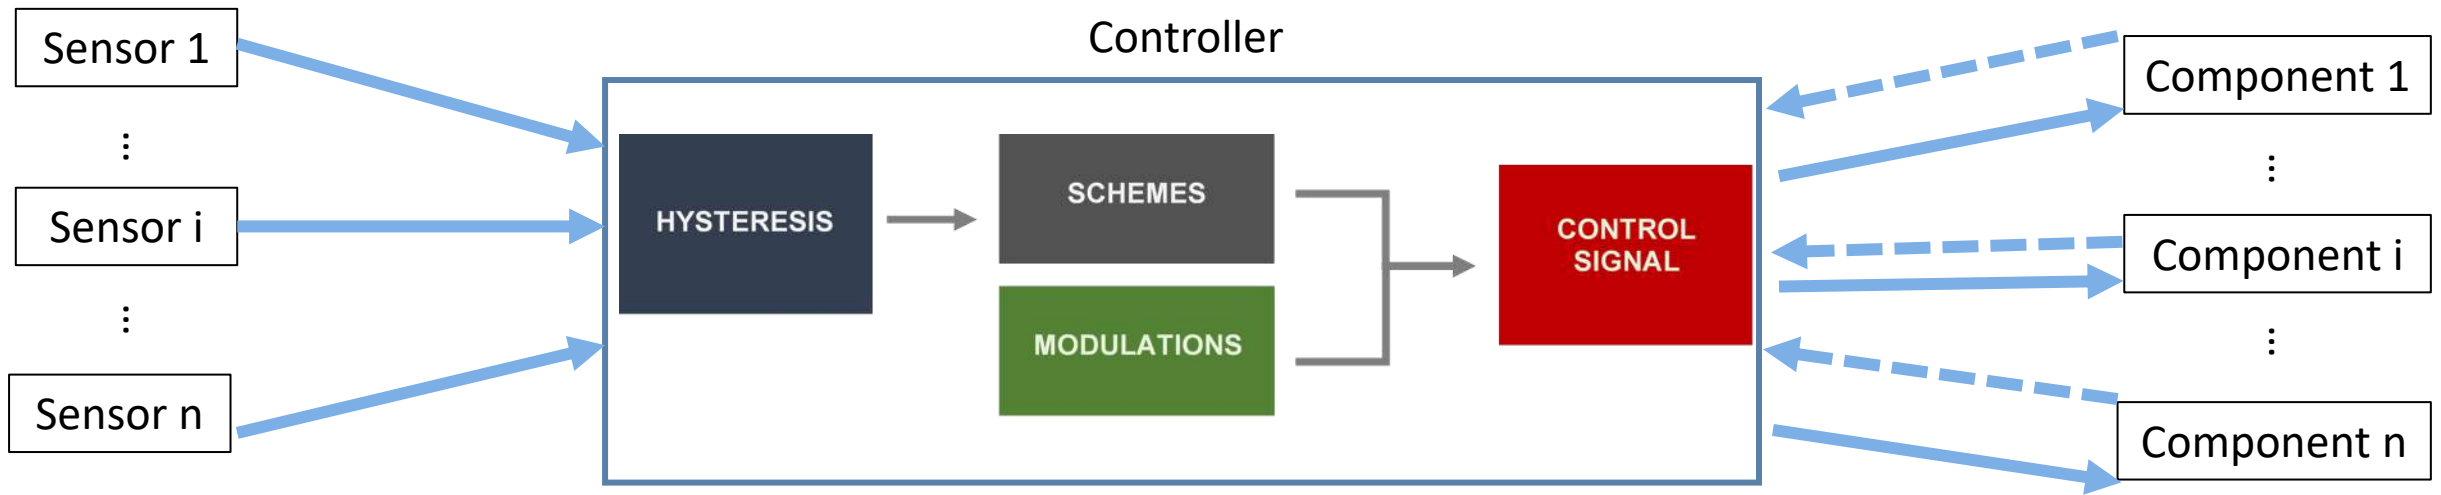 Controller
Sensor 1
⋮
Sensor i
⋮
Sensor n
HYSTERESIS
SCHEMES
MODULATIONS
CONTROL
SIGNAL
Component 1
⋮
Component i
⋮
Component n